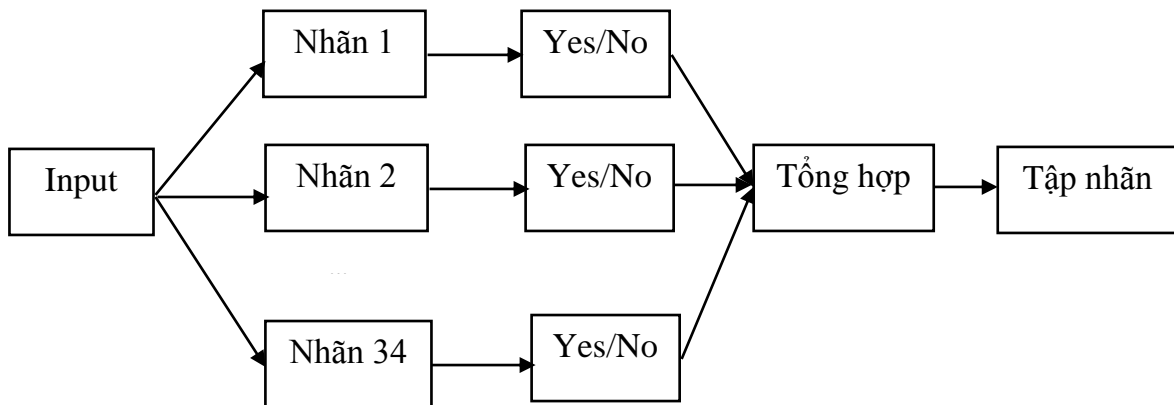 Nhãn 1
Yes/No
Input
Nhãn 2
Yes/No
Tổng hợp
Tập nhãn
...
Nhãn 34
Yes/No